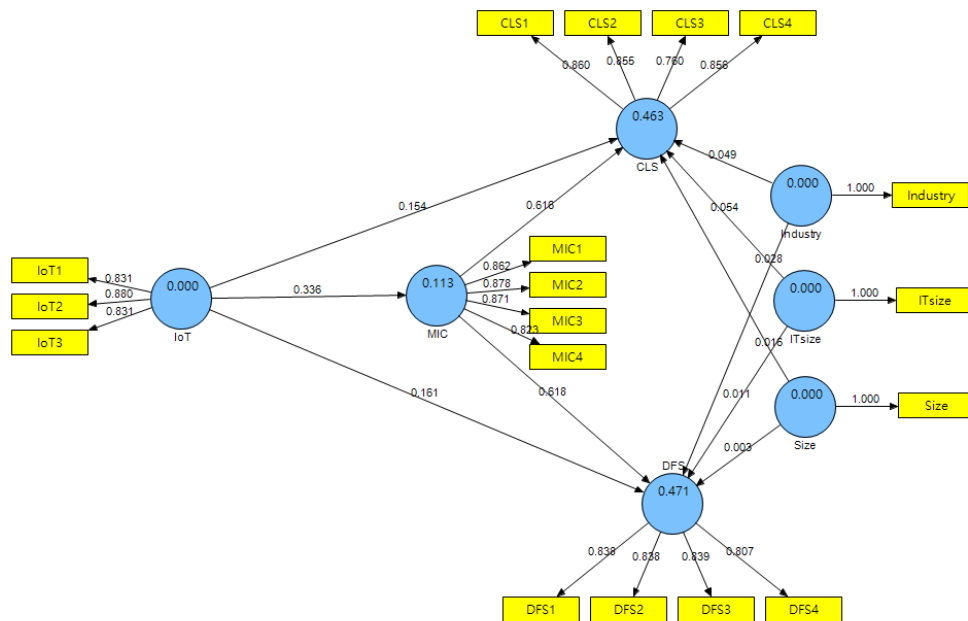 CLS1
CLS2
CLS3
CLS4
0.860
0.855
0.760
0.856
0.463
CLS
0.049
0.000
1.000
Industry
Industry
0.154
0.618
0.054
MIC1
0.862
IoT1
0.831
0.000
0.336
0.113
0.878
MIC2
0.028
0.000
1.000
ITsize
ITsize
IoT2
0.880
0.871
MIC3
IoT3
0.831
IoT
MIC
0.823
MIC4
0.016
0.161
0.618
0.011
0.000
1.000
Size
Size
0.003
DFS
0.471
0.838
0.838
0.839
0.807
DFS1
DFS2
DFS3
DFS4